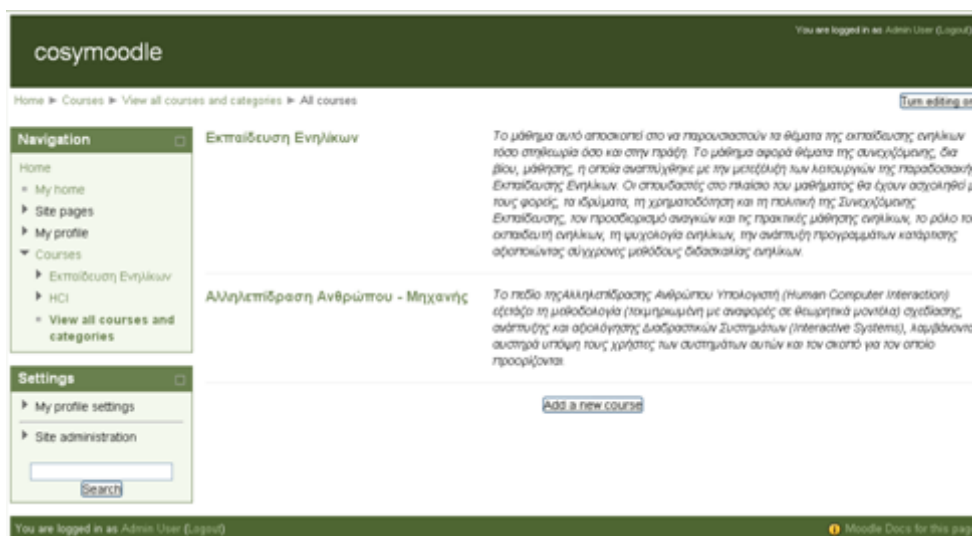 You are logged in as Admin User (Logout)
cosymoodle
Home ► Courses ► View all courses and categories ► All courses
Turn editing on
Navigation
Home
My home
Site pages
My profile
Courses
Εκπαίδευση Ενηλίκων
HCI
View all courses and
categories
Settings
My profile settings
Site administration
Search
Εκπαίδευση Ενηλίκων
Το μάθημα αυτό αποσκοπεί στο να παρουσιαστούν τα θέματα της εκπαίδευσης ενηλίκων
τόσο στηθεωρία όσο και στην πράξη. Το μάθημα αφορά θέματα της συνεχιζόμενης, δια
βίου, μάθησης, η οποία αναπτύχθηκε με την μετεξέλιξη των λειτουργιών της παραδοσιακής
Εκπαίδευσης Ενηλίκων. Οι σπουδαστές στο πλαίσιο του μαθήματος θα έχουν ασχοληθεί μ
τους φορείς, τα ιδρύματα, τη χρηματοδότηση και τη πολιτική της Συνεχιζόμενης
Εκπαίδευσης, τον προσδιορισμό αναγκών και τις πρακτικές μάθησης ενηλίκων, το ρόλο το
εκπαιδευτή ενηλίκων, τη ψυχολογία ενηλίκων, την ανάπτυξη προγραμμάτων κατάρτισης
αξιοποιώντας σύγχρονες μεθόδους διδασκαλίας ενηλίκων.
Αλληλεπίδραση Ανθρώπου - Μηχανής
Το πεδίο τηςΑλληλεπίδρασης Ανθρώπου Υπολογιστή (Human Computer Interaction)
εξετάζει τη μεθοδολογία (τεκμηριωμένη με αναφορές σε θεωρητικά μοντέλα) σχεδίασης,
ανάπτυξης και αξιολόγησης Διαδραστικών Συστημάτων (Interactive Systems), λαμβάνοντα
αυστηρά υπόψη τους χρήστες των συστημάτων αυτών και τον σκοπό για τον οποίο
προορίζονται.
Add a new course
You are logged in as Admin User (Logout)
Moodle Docs for this page